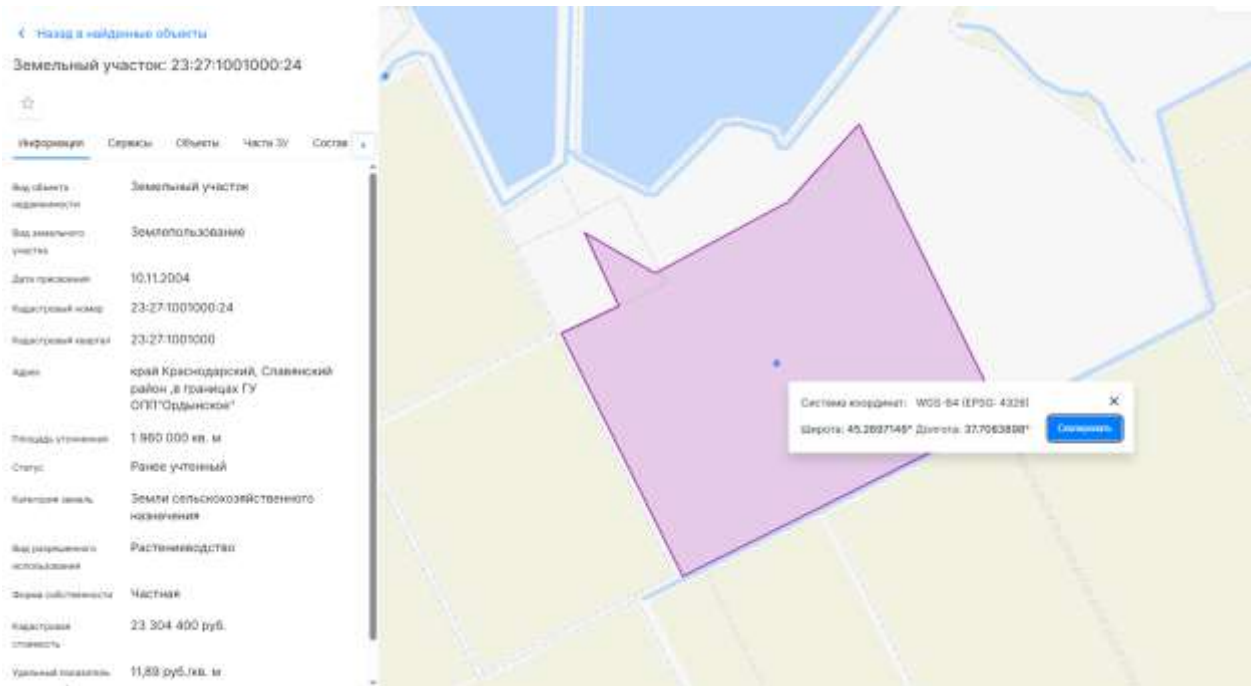 Назад в найденные объекты
Земельный участок: 23:27:1001000:24
Информация Сервисы Объекты Части ЗУ Состав
Вид объекта недвижимости Земельный участок
Вид земельного участка Землепользование
Дата присвоения 10.11.2004
Кадастровый номер 23:27:1001000:24
Кадастровый квартал 23:27:1001000
Адрес край Краснодарский, Славянский
район ,в границах ГУ
ОПП"Ордынское"
Площадь уточненная 1 960 000 кв. м
Статус Ранее учтенный
Категория земель Земли сельскохозяйственного
назначения
Вид разрешенного использования Растениеводство
Форма собственности Частная
Кадастровая стоимость 23 304 400 руб.
Удельный показатель 11,89 руб./кв. м
Система координат: WGS-84 (EPSG: 4326)
Широта: 45.2697146° Долгота: 37.7063898° Скопировать